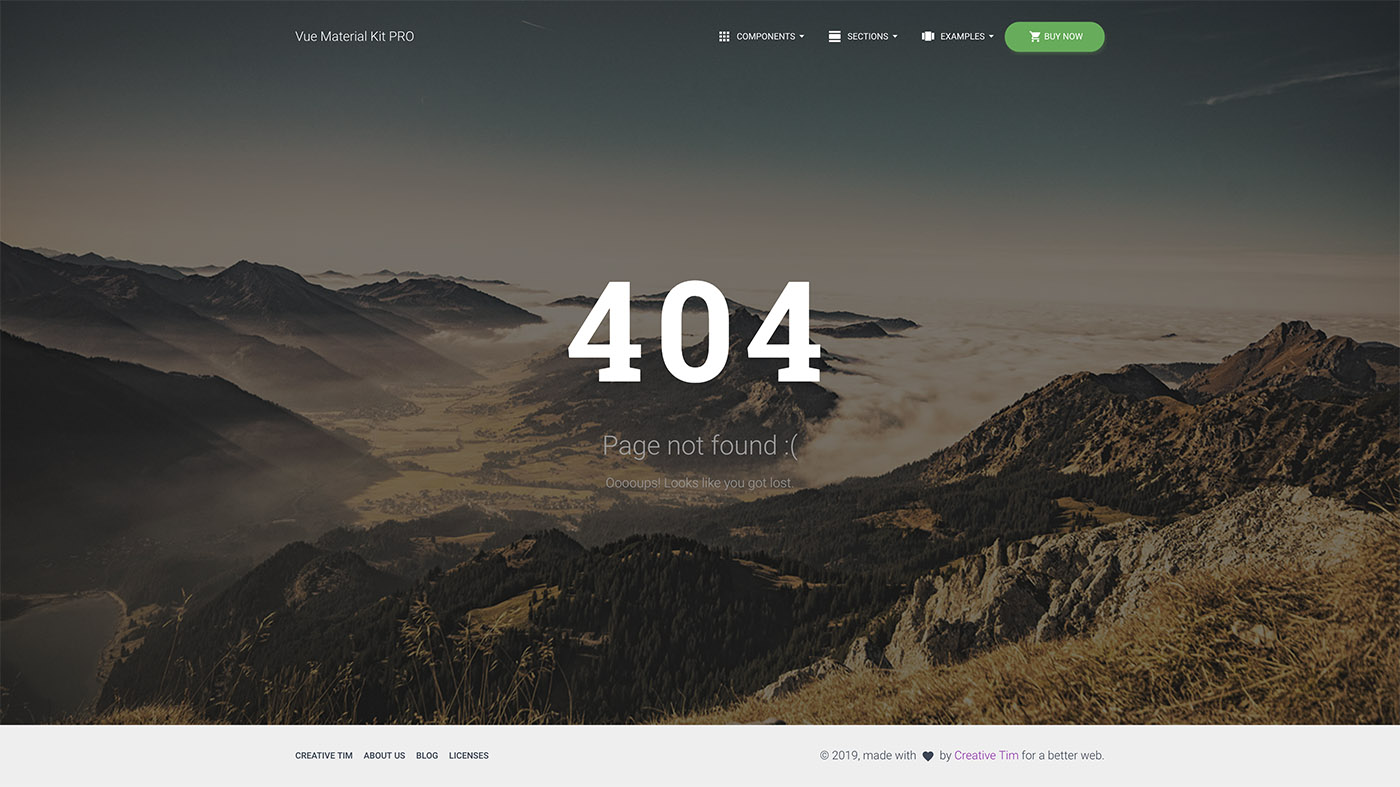 Vue Material Kit PRO
COMPONENTS
SECTIONS
EXAMPLES
BUY NOW
404
Page not found :(
Ooooups! Looks like you got lost.
CREATIVE TIM ABOUT US BLOG LICENSES
© 2019, made with by Creative Tim for a better web.